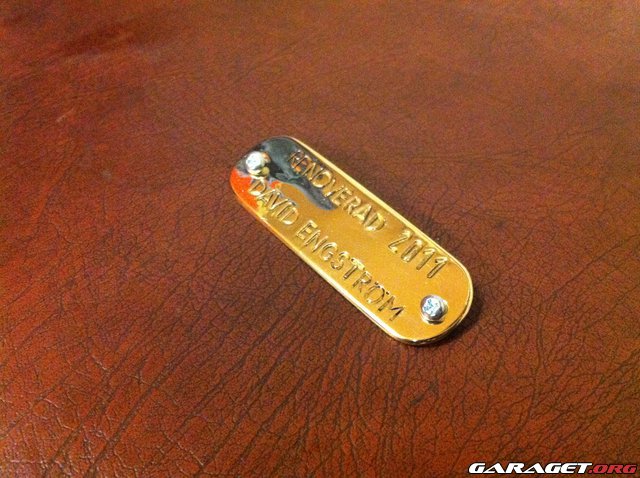 RENOVERAD 2011
DAVID ENGSTRÖM
GARAGET.ORG